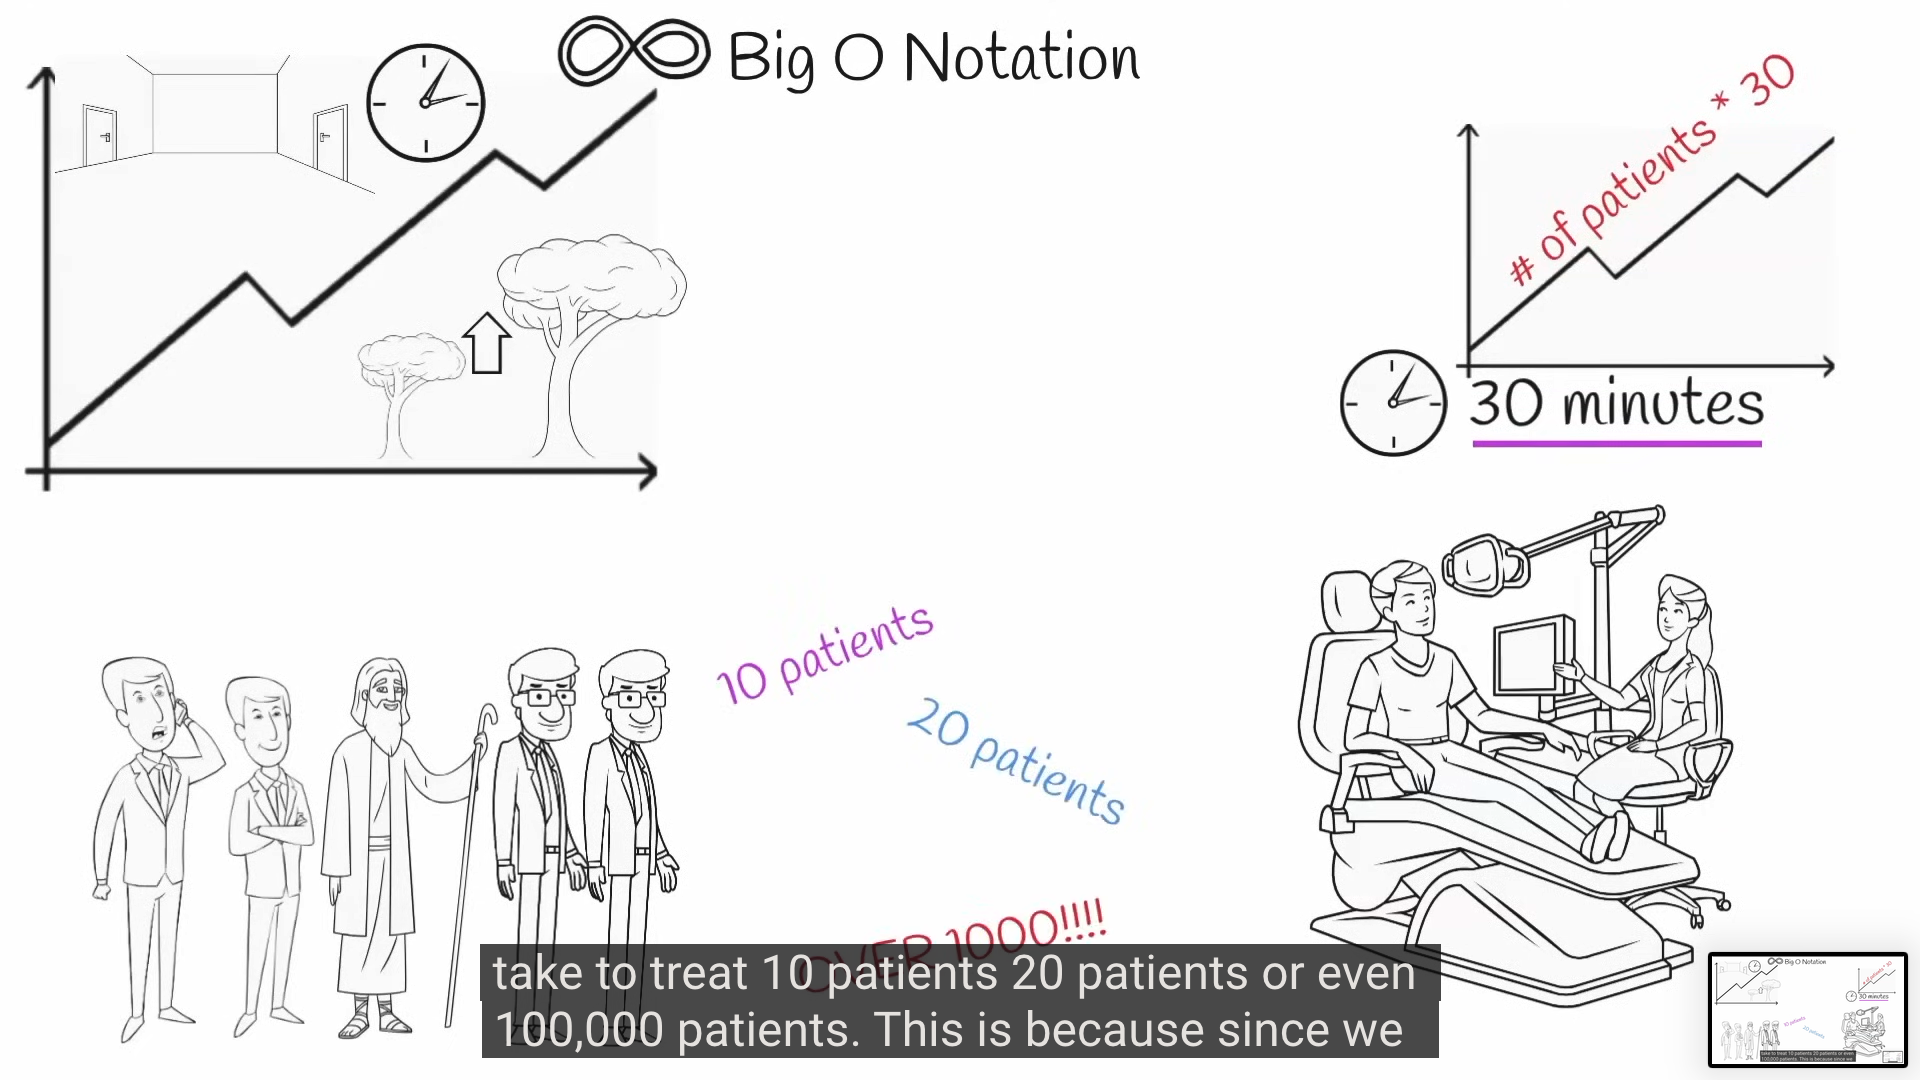 Big O Notation
# of patients * 30
30 minutes
10 patients
20 patients
OVER 1000!!!!
take to treat 10 patients 20 patients or even
100,000 patients. This is because since we